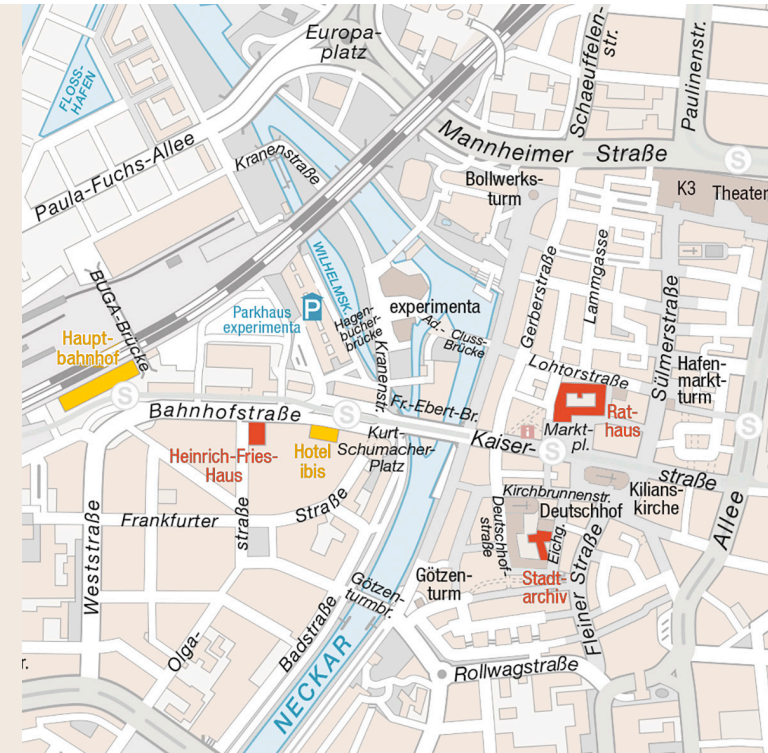 Europa-
platz
FLOSS-
HAFEN
Schaeuffelen-
str.
Paulinenstr.
Mannheimer Straße
S
Paula-Fuchs-Allee
Kranenstraße
Bollwerks-
turm
K3
Theater
BUGA-Brücke
WILHELMSK.
Parkhaus
experimenta
P
Hagen-
bucher-
brücke
Kranenstr.
experimenta
Ad.-Cluss-
Brücke
Gerberstraße
Lammgasse
Sülmerstraße
Haupt-
bahnhof
S
Lohtorstraße
Hafen-
markt-
turm
Bahnhofstraße
S
Fr.-Ebert-Br.
Rat-
haus
Heinrich-Fries-
Haus
Hotel
ibis
Kurt-
Schumacher-
Platz
Kaiser-
straße
i
Markt-
pl.
S
S
Kirchbrunnenstr.
Kilians-
kirche
Deutschhof
Deutschhof-
straße
Eichg.
Allee
Weststraße
Frankfurter
Straße
straße
Olga-
Stadt-
archiv
Fleiner Straße
Götzen-
turm
Götzen-
turmbr.
Badstraße
NECKAR
Rollwagstraße
r.